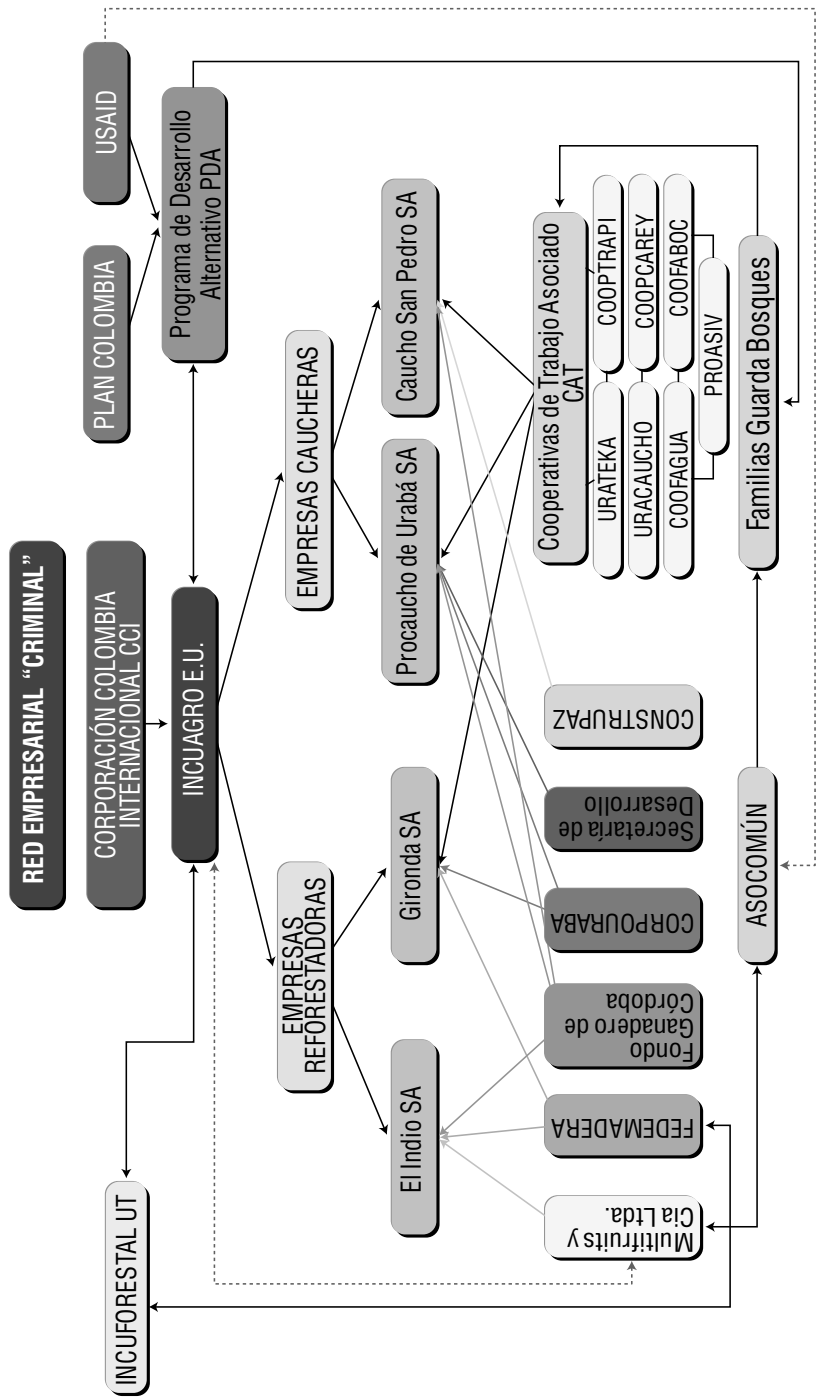 RED EMPRESARIAL “CRIMINAL”
CORPORACIÓN COLOMBIA
INTERNACIONAL CCI
PLAN COLOMBIA
USAID
INCUFORESTAL UT
INCUAGRO E.U.
Programa de Desarrollo
Alternativo PDA
EMPRESAS
REFORESTADORAS
EMPRESAS CAUCHERAS
El Indio SA
Gironda SA
Procaucho de Urabá SA
Caucho San Pedro SA
Multifruits y
Cia Ltda.
FEDEMADERA
Fondo
Ganadero de
Córdoba
CORPOURABA
Secretaría de
Desarrollo
CONSTRUPAZ
Cooperativas de Trabajo Asociado
CAT
URATEKA
COOPTRAPI
URACAUCHO
COOPCAREY
COOFAGUA
COOFABOC
PROASIV
ASOCOMÚN
Familias Guarda Bosques